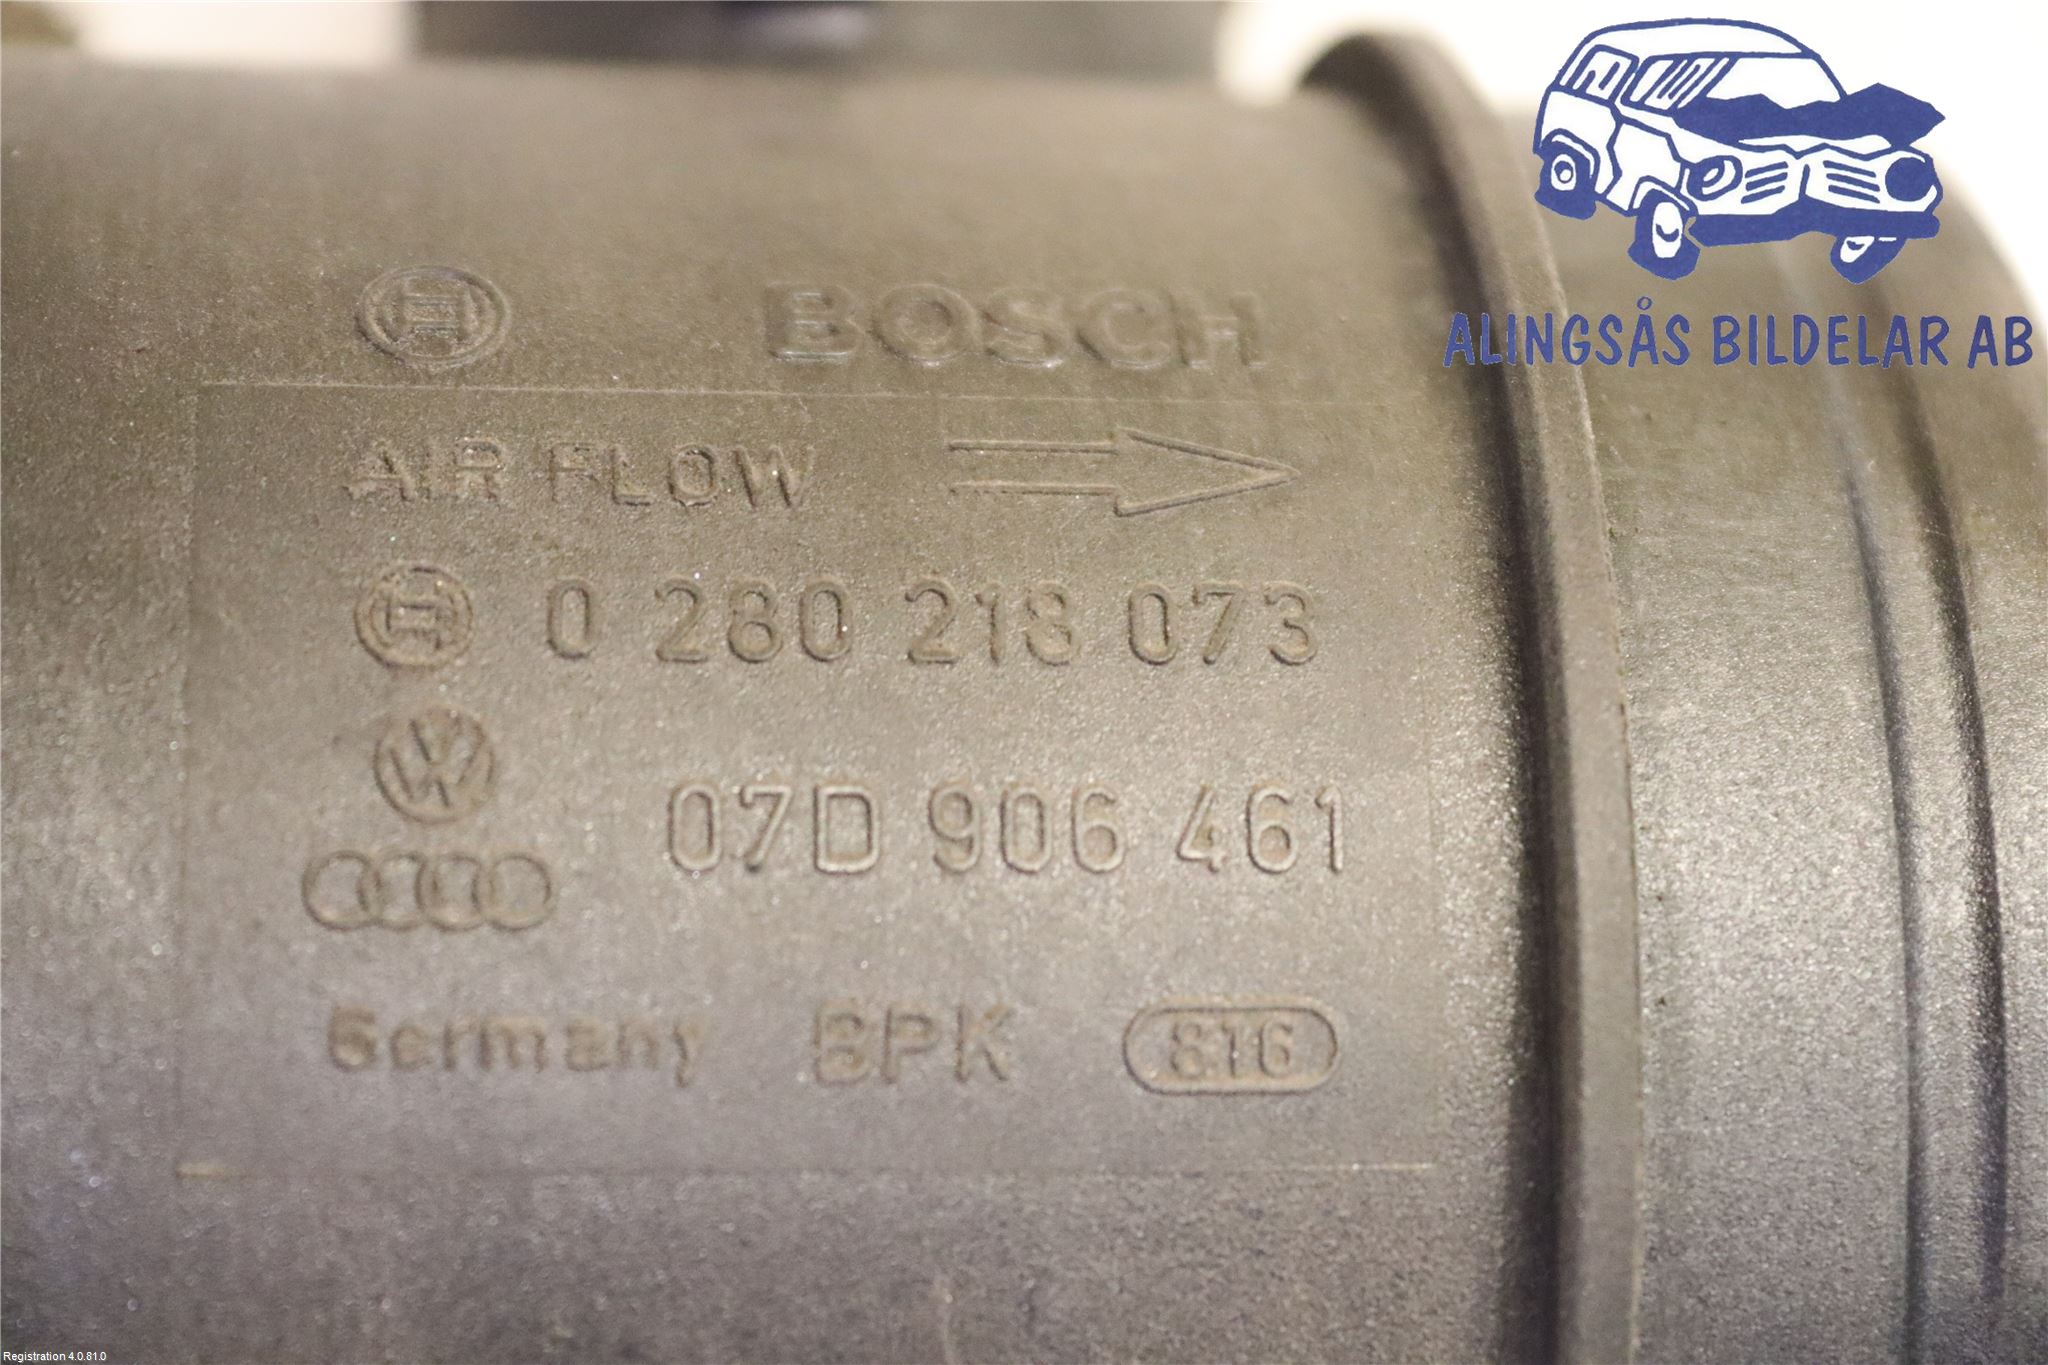 BOSCH
AIR FLOW
0 280 218 073
07D 906 461
Germany BPK 816
ALINGSÅS BILDELAR AB
Registration 4.0.81.0